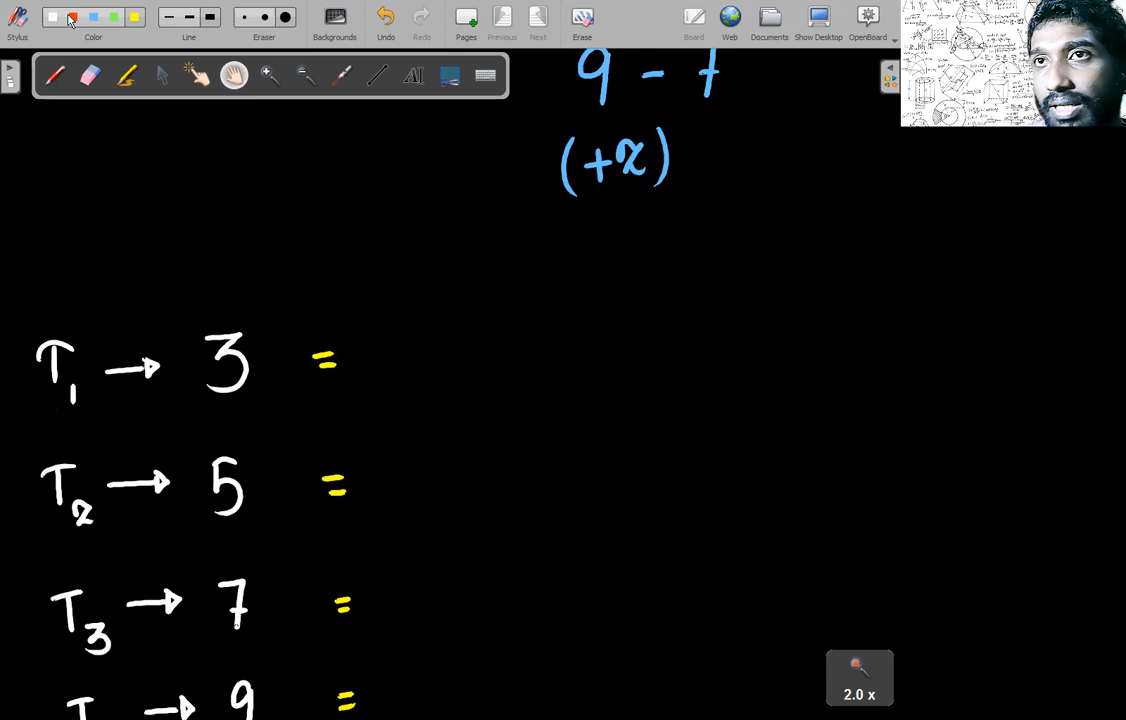 Stylus Color Line Eraser Backgrounds Undo Redo Pages Previous Next Erase Board Web Documents Show Desktop OpenBoard
9 - 7
(+2)
T1 → 3 =
T2 → 5 =
T3 → 7 =
T → 9 =
2.0 x